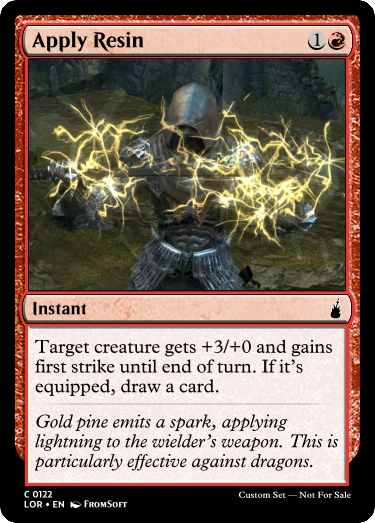 Apply Resin 1
Instant
Target creature gets +3/+0 and gains
first strike until end of turn. If it's
equipped, draw a card.
Gold pine emits a spark, applying
lightning to the wielder's weapon. This is
particularly effective against dragons.
C 0122
LOR • EN FROMSOFT
Custom Set — Not For Sale